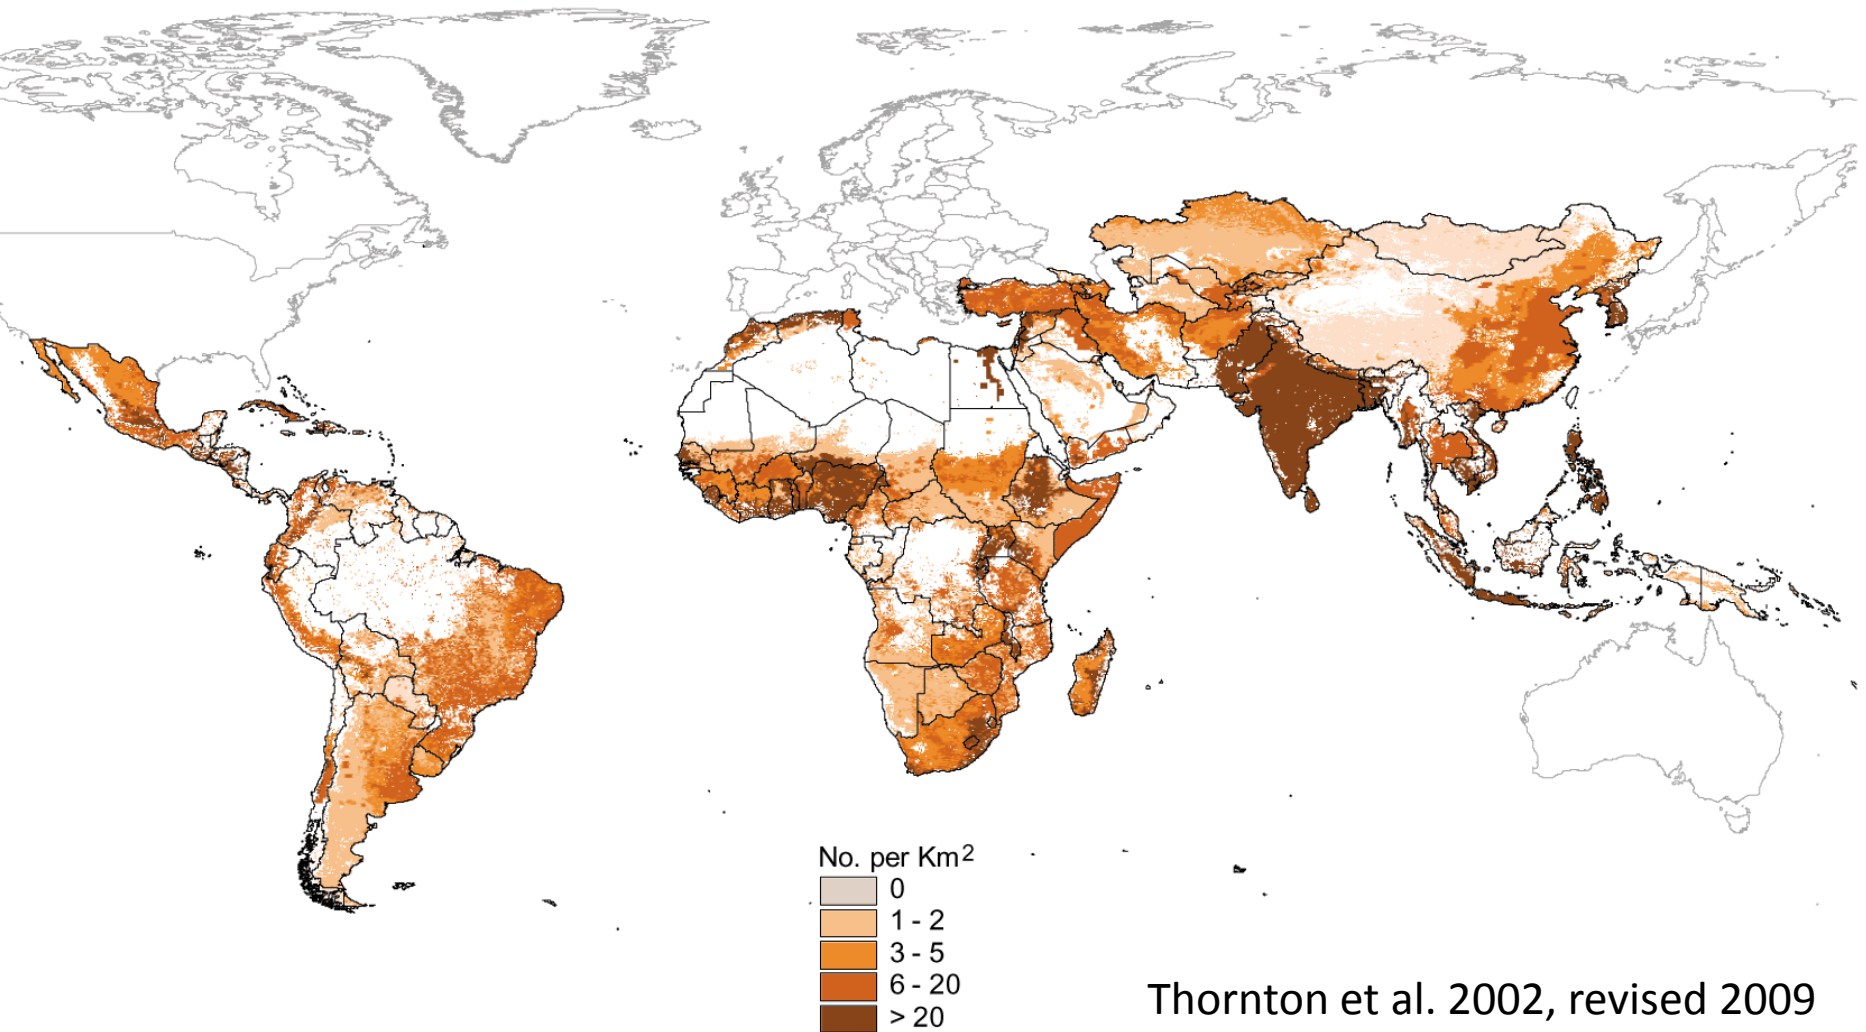 No. per Km2
0
1 - 2
3 - 5
6 - 20
> 20
Thornton et al. 2002, revised 2009